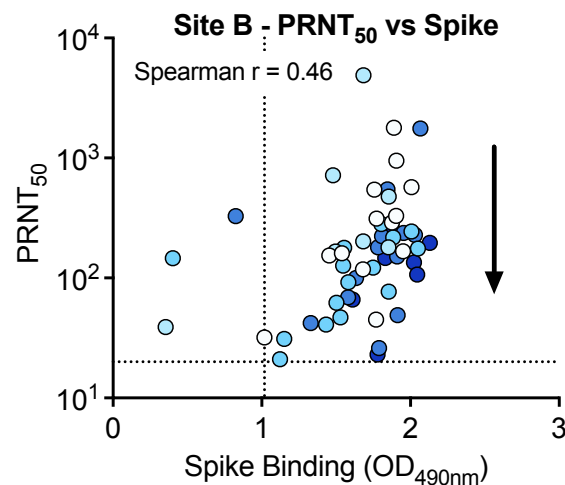 Site B - PRNT50 vs Spike
Spearman r = 0.46
10^4
10^3
10^2
10^1
PRNT50
0 1 2 3
Spike Binding (OD490nm)